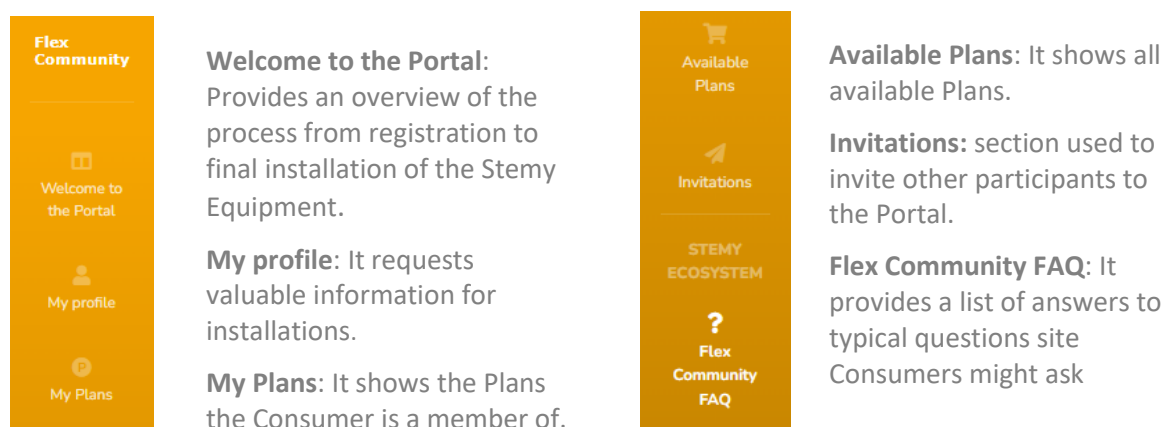 Flex
Community
Welcome to
the Portal
My profile
My Plans
Welcome to the Portal:
Provides an overview of the
process from registration to
final installation of the Stemy
Equipment.
My profile: It requests
valuable information for
installations.
My Plans: It shows the Plans
the Consumer is a member of.
Available
Plans
Invitations
STEMY
ECOSYSTEM
?
Flex
Community
FAQ
Available Plans: It shows all
available Plans.
Invitations: section used to
invite other participants to
the Portal.
Flex Community FAQ: It
provides a list of answers to
typical questions site
Consumers might ask